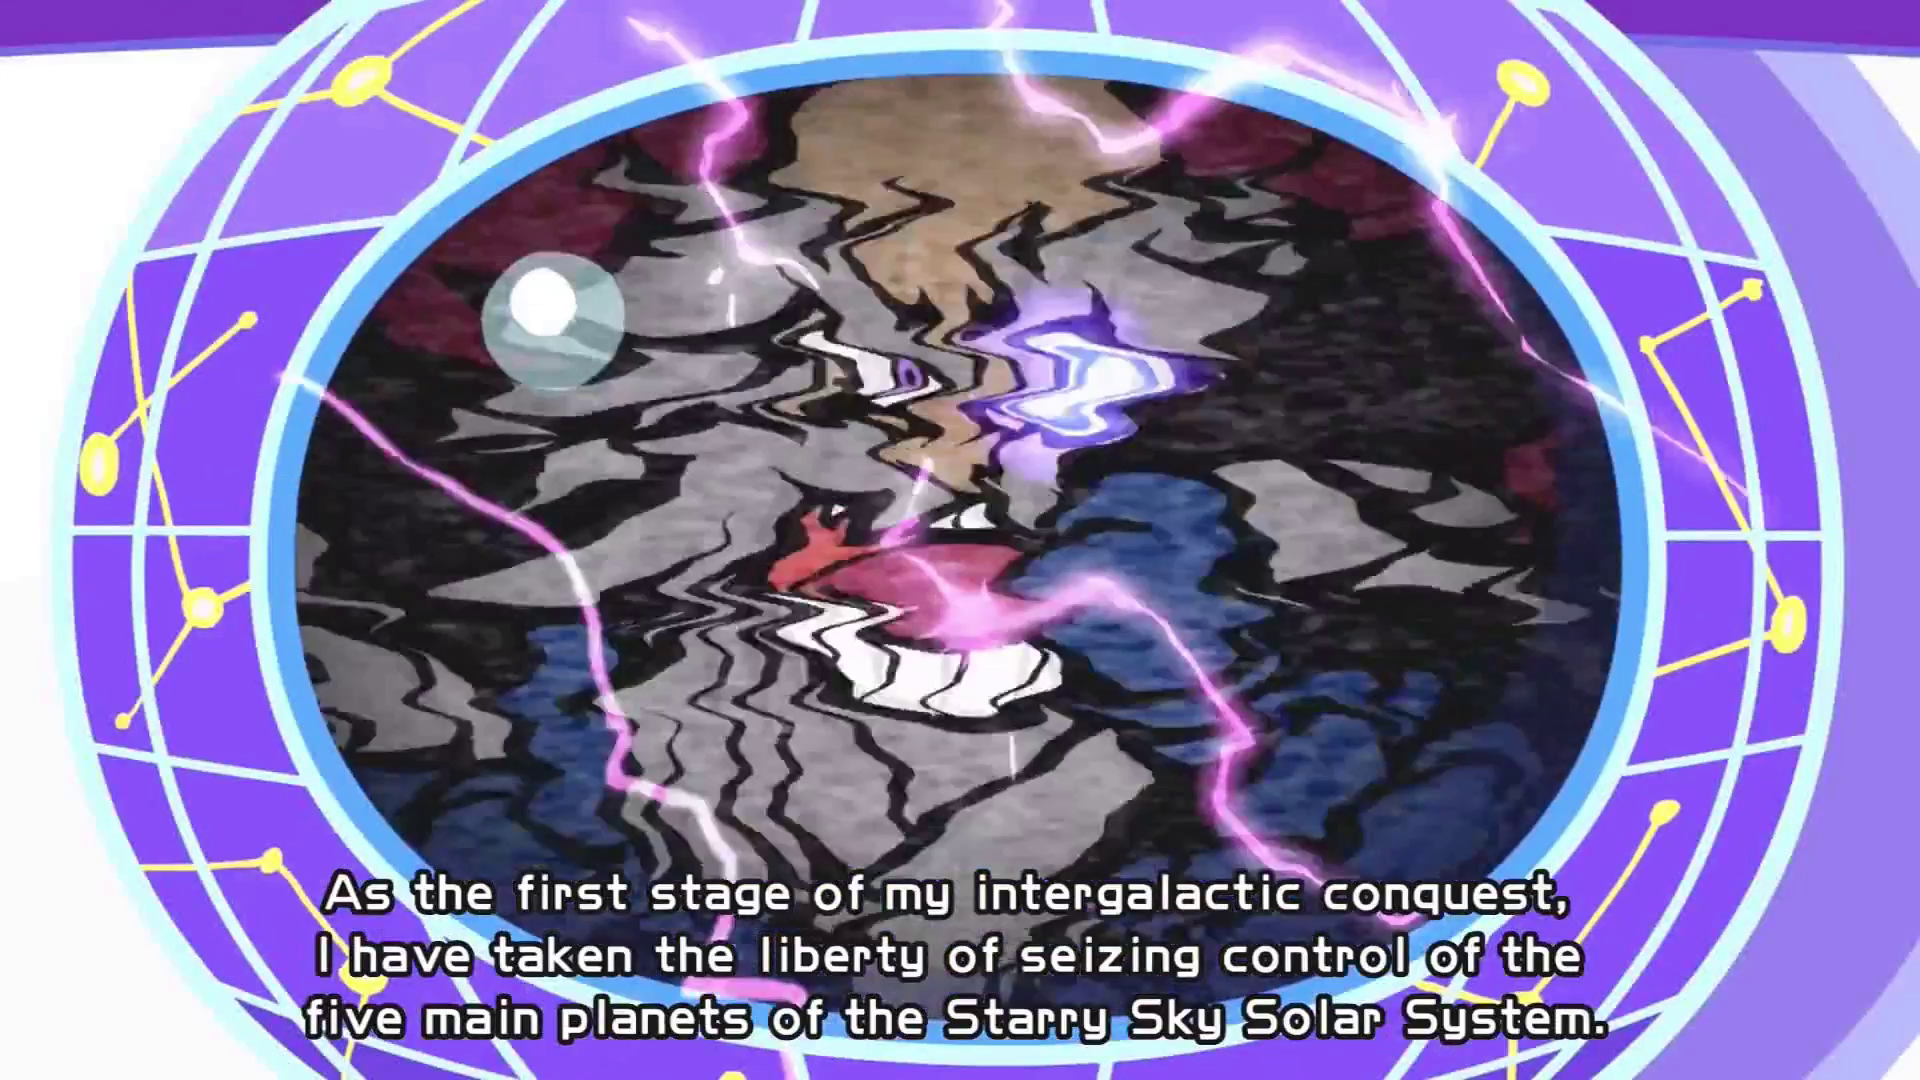 As the first stage of my intergalactic conquest,
I have taken the liberty of seizing control of the
five main planets of the Starry Sky Solar System.